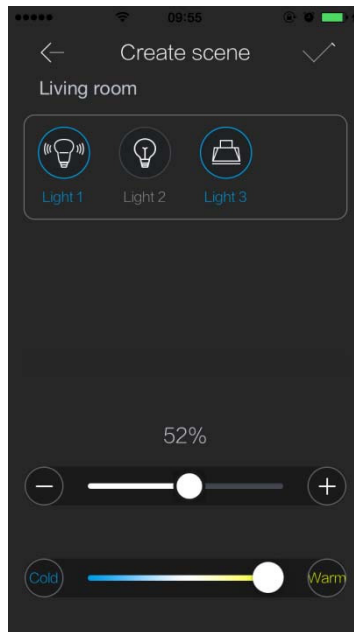 09:55
Create scene
Living room
Light 1 Light 2 Light 3
52%
Cold Warm